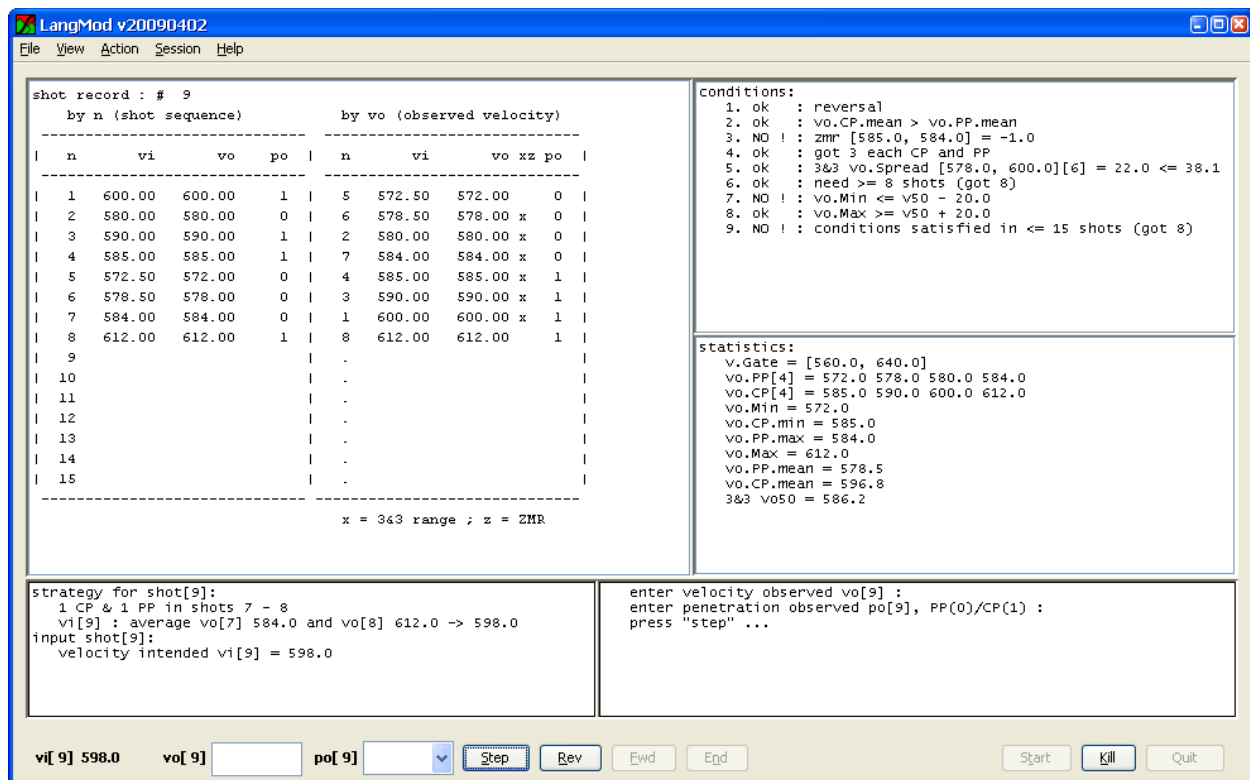 LangMod v20090402
File View Action Session Help
shot record : # 9
by n (shot sequence) by vo (observed velocity)
---------------------------------- ----------------------------------
| n vi vo po | n vi vo xz po |
---------------------------------- ----------------------------------
| 1 600.00 600.00 1 | 5 572.50 572.00 0 |
| 2 580.00 580.00 0 | 6 578.50 578.00 x 0 |
| 3 590.00 590.00 1 | 2 580.00 580.00 x 0 |
| 4 585.00 585.00 1 | 7 584.00 584.00 x 0 |
| 5 572.50 572.00 0 | 4 585.00 585.00 x 1 |
| 6 578.50 578.00 0 | 3 590.00 590.00 x 1 |
| 7 584.00 584.00 0 | 1 600.00 600.00 x 1 |
| 8 612.00 612.00 1 | 8 612.00 612.00 1 |
| 9 | . |
| 10 | . |
| 11 | . |
| 12 | . |
| 13 | . |
| 14 | . |
| 15 | . |
---------------------------------- ----------------------------------
x = 3&3 range ; z = ZMR
conditions:
1. ok : reversal
2. ok : vo.CP.mean > vo.PP.mean
3. NO ! : zmr [585.0, 584.0] = -1.0
4. ok : got 3 each CP and PP
5. ok : 3&3 vo.Spread [578.0, 600.0][6] = 22.0 <= 38.1
6. ok : need >= 8 shots (got 8)
7. NO ! : vo.Min <= v50 - 20.0
8. ok : vo.Max >= v50 + 20.0
9. NO ! : conditions satisfied in <= 15 shots (got 8)
statistics:
v.Gate = [560.0, 640.0]
vo.PP[4] = 572.0 578.0 580.0 584.0
vo.CP[4] = 585.0 590.0 600.0 612.0
vo.Min = 572.0
vo.CP.min = 585.0
vo.PP.max = 584.0
vo.Max = 612.0
vo.PP.mean = 578.5
vo.CP.mean = 596.8
3&3 vo50 = 586.2
strategy for shot[9]:
1 CP & 1 PP in shots 7 - 8
vi[9] : average vo[7] 584.0 and vo[8] 612.0 -> 598.0
input shot[9]:
velocity intended vi[9] = 598.0
enter velocity observed vo[9] :
enter penetration observed po[9], PP(0)/CP(1) :
press "step" ...
vi[ 9] 598.0 vo[ 9] po[ 9] Step Rev Fwd End Start Kill Quit